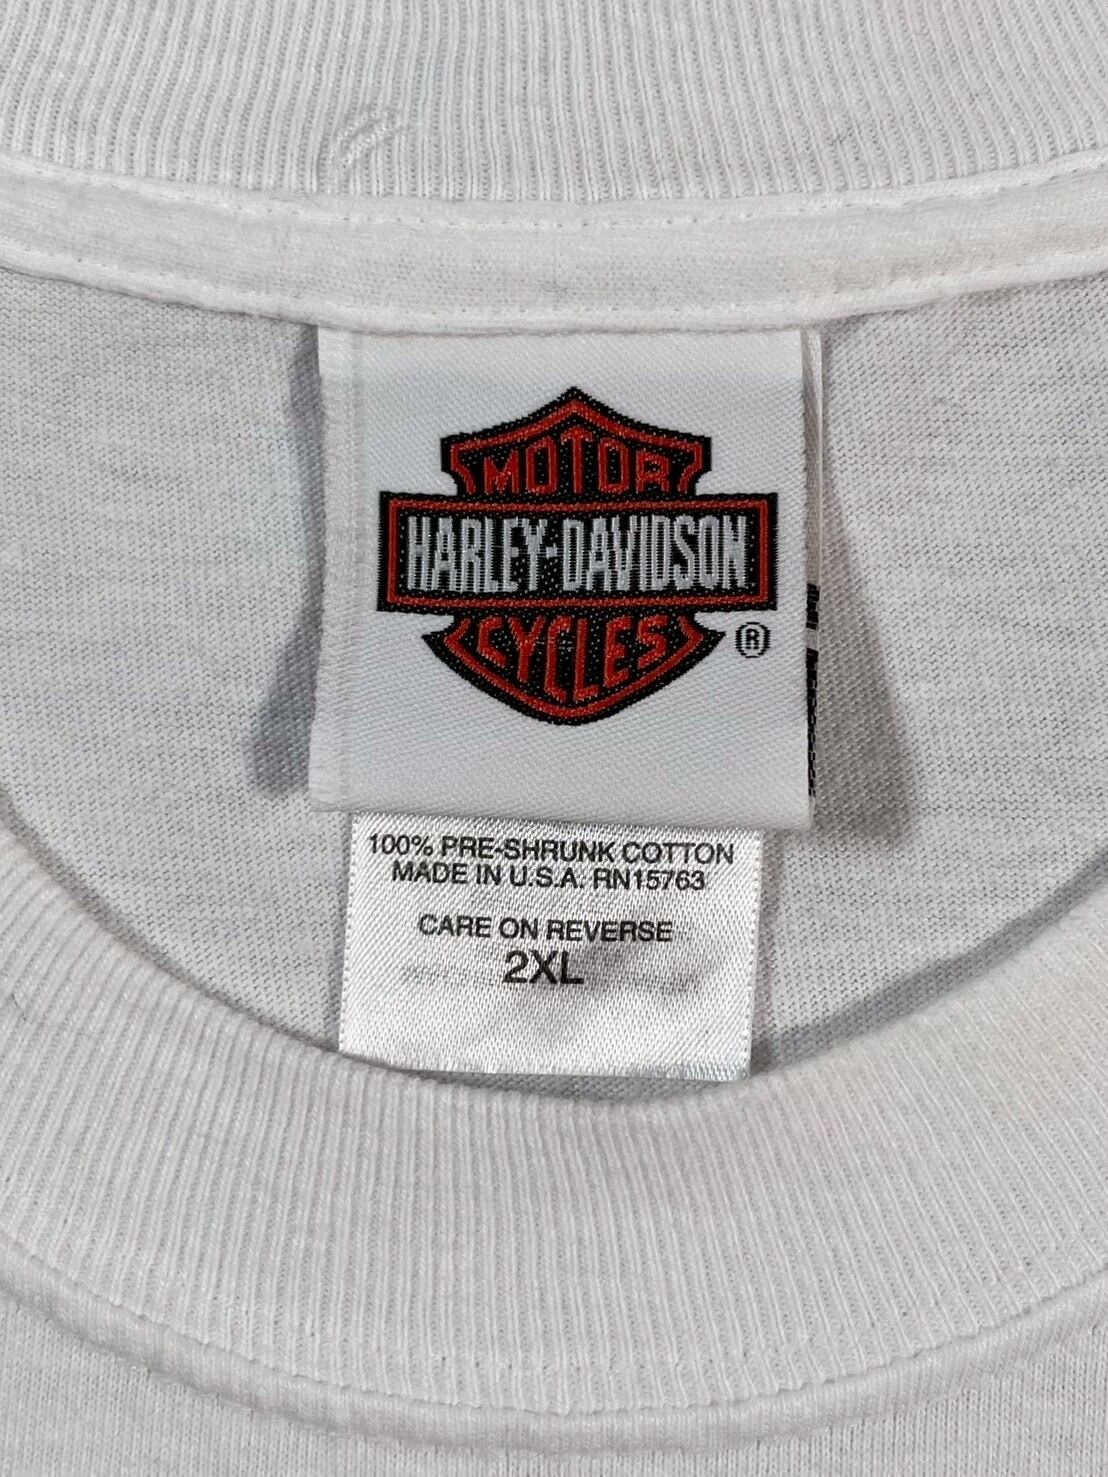 MOTOR
HARLEY-DAVIDSON
CYCLES
®
100% PRE-SHRUNK COTTON
MADE IN U.S.A. RN15763
CARE ON REVERSE
2XL